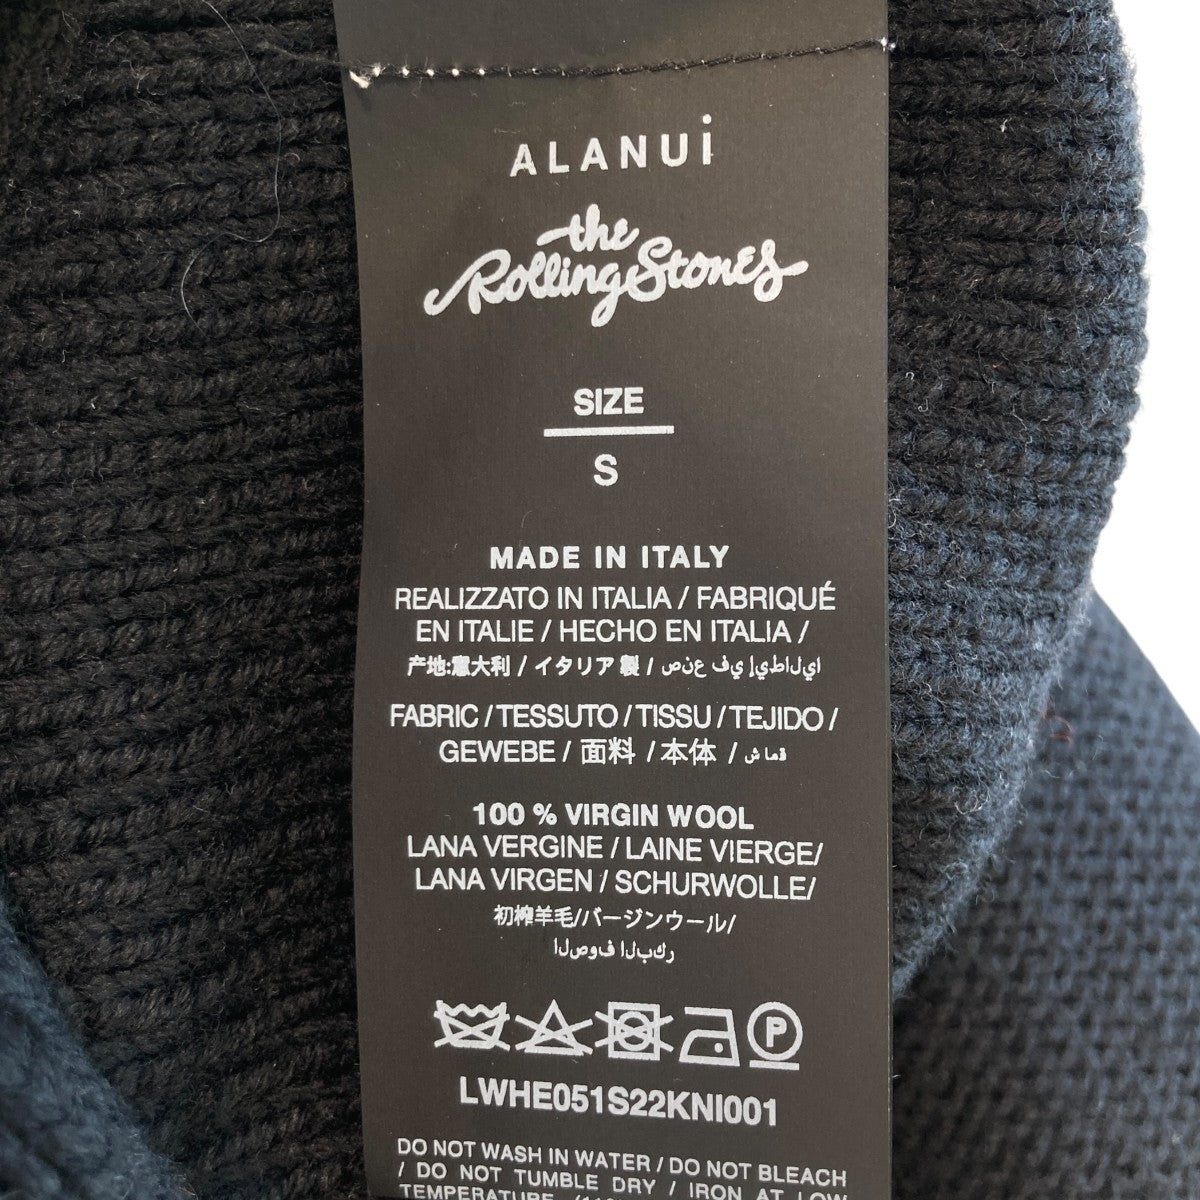 ALANUi
the
Rolling Stones
SIZE
S
MADE IN ITALY
REALIZZATO IN ITALIA / FABRIQUÉ
EN ITALIE / HECHO EN ITALIA /
产地:意大利 / イタリア製 / صنع في إيطاليا
FABRIC / TESSUTO / TISSU / TEJIDO /
GEWEBE / 面料 / 本体 / قماش
100 % VIRGIN WOOL
LANA VERGINE / LAINE VIERGE/
LANA VIRGEN / SCHURWOLLE/
初榨羊毛/バージンウール/
الصوف البكر
P
LWHE051S22KNI001
DO NOT WASH IN WATER / DO NOT BLEACH
/ DO NOT TUMBLE DRY / IRON AT LOW
TEMPERATURE